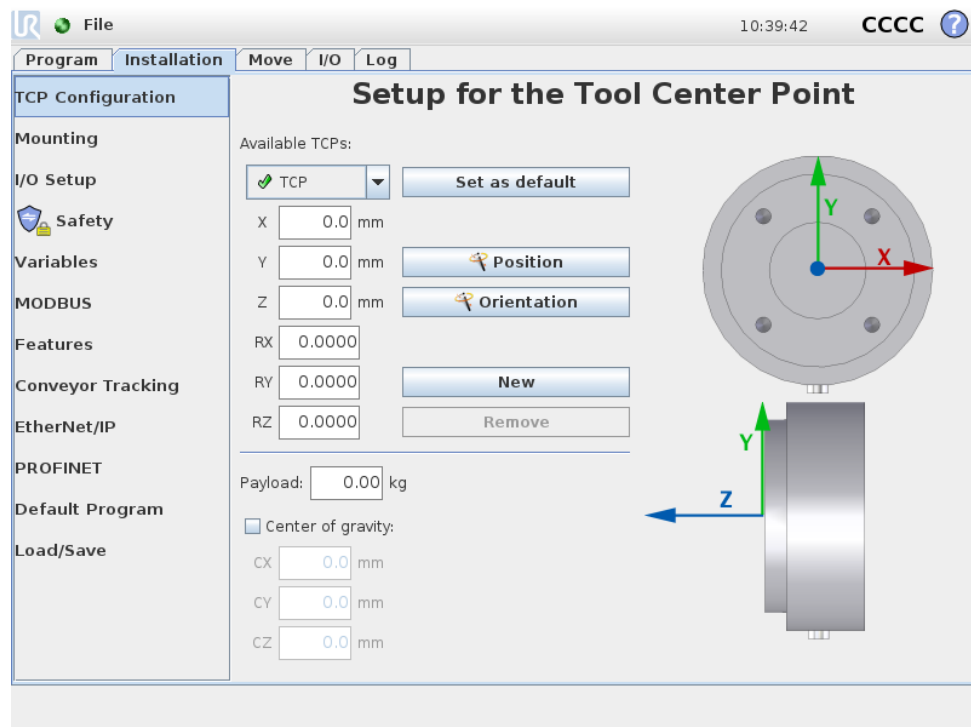 UR File 10:39:42 CCCC ?
Program Installation Move I/O Log
TCP Configuration
Mounting
I/O Setup
Safety
Variables
MODBUS
Features
Conveyor Tracking
EtherNet/IP
PROFINET
Default Program
Load/Save
Setup for the Tool Center Point
Available TCPs:
TCP Set as default
X 0.0 mm
Y 0.0 mm Position
Z 0.0 mm Orientation
RX 0.0000
RY 0.0000 New
RZ 0.0000 Remove
Payload: 0.00 kg
Center of gravity:
CX 0.0 mm
CY 0.0 mm
CZ 0.0 mm
Y
X
Y
Z